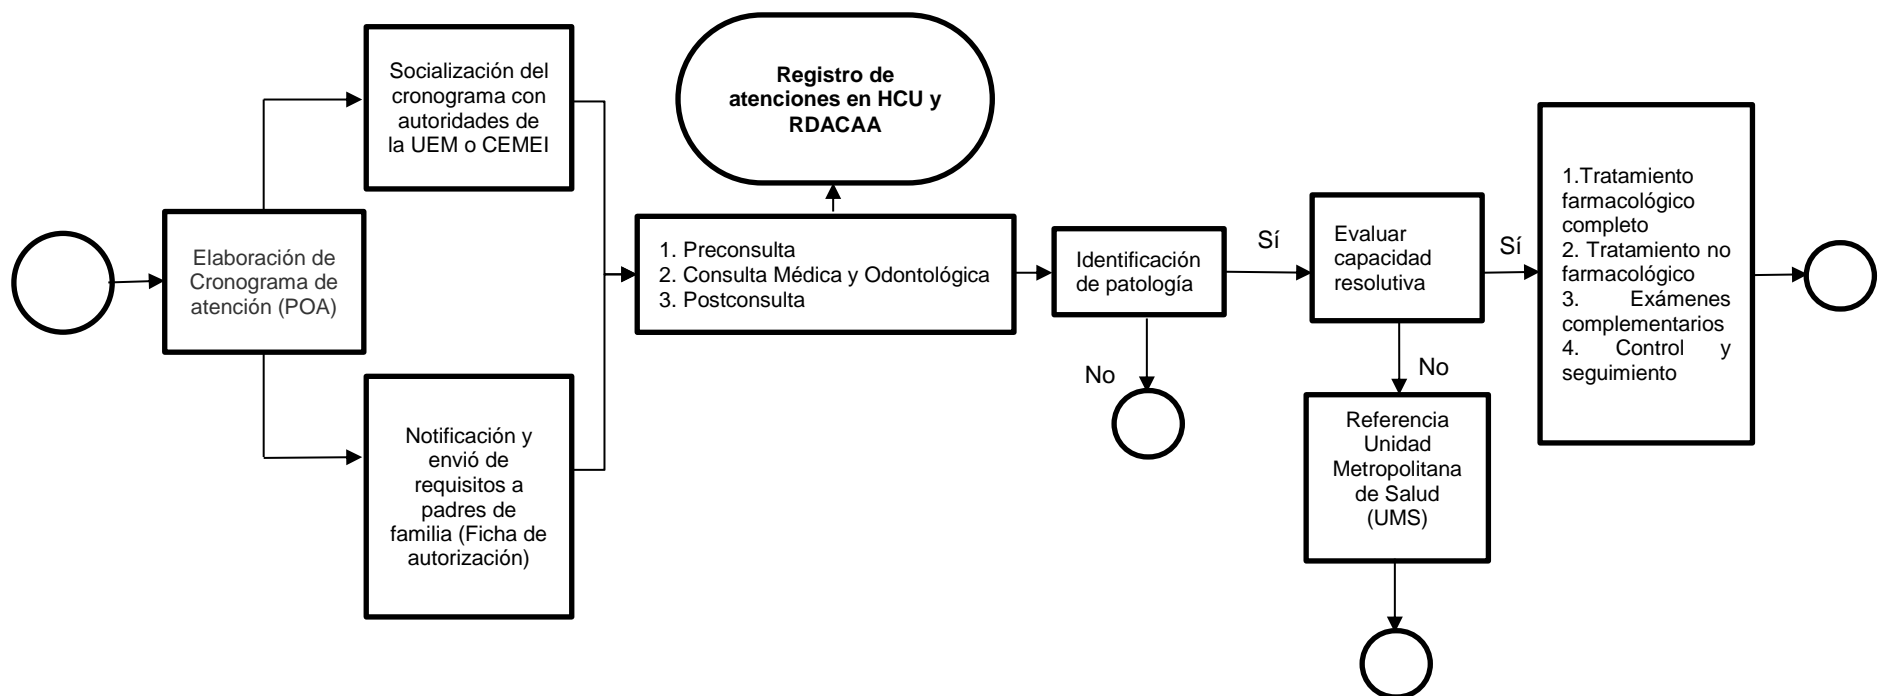 Elaboración de
Cronograma de
atención (POA)
Socialización del
cronograma con
autoridades de
la UEM o CEMEI
Notificación y
envió de
requisitos a
padres de
familia (Ficha de
autorización)
Registro de
atenciones en HCU y
RDACAA
1. Preconsulta
2. Consulta Médica y Odontológica
3. Postconsulta
Identificación
de patología
No
Sí
Evaluar
capacidad
resolutiva
No
Referencia
Unidad
Metropolitana
de Salud
(UMS)
Sí
1.Tratamiento
farmacológico
completo
2. Tratamiento no
farmacológico
3. Exámenes
complementarios
4. Control y
seguimiento